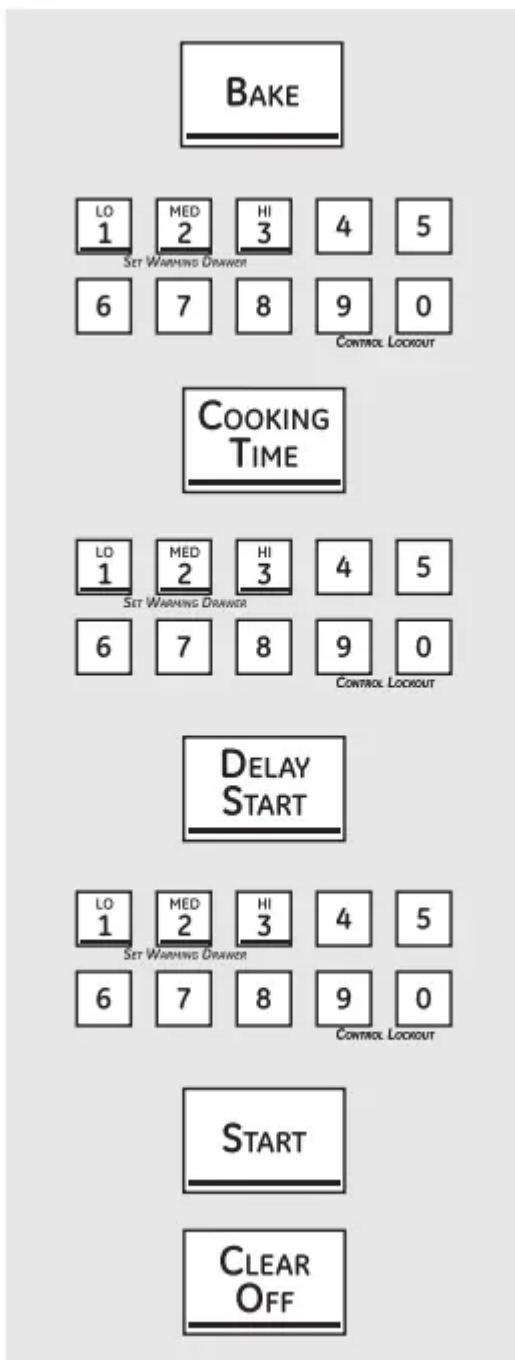 BAKE
LO MED HI
1 2 3 4 5
SET WARMING DRAWER
6 7 8 9 0
CONTROL LOCKOUT
COOKING
TIME
LO MED HI
1 2 3 4 5
SET WARMING DRAWER
6 7 8 9 0
CONTROL LOCKOUT
DELAY
START
LO MED HI
1 2 3 4 5
SET WARMING DRAWER
6 7 8 9 0
CONTROL LOCKOUT
START
CLEAR
OFF